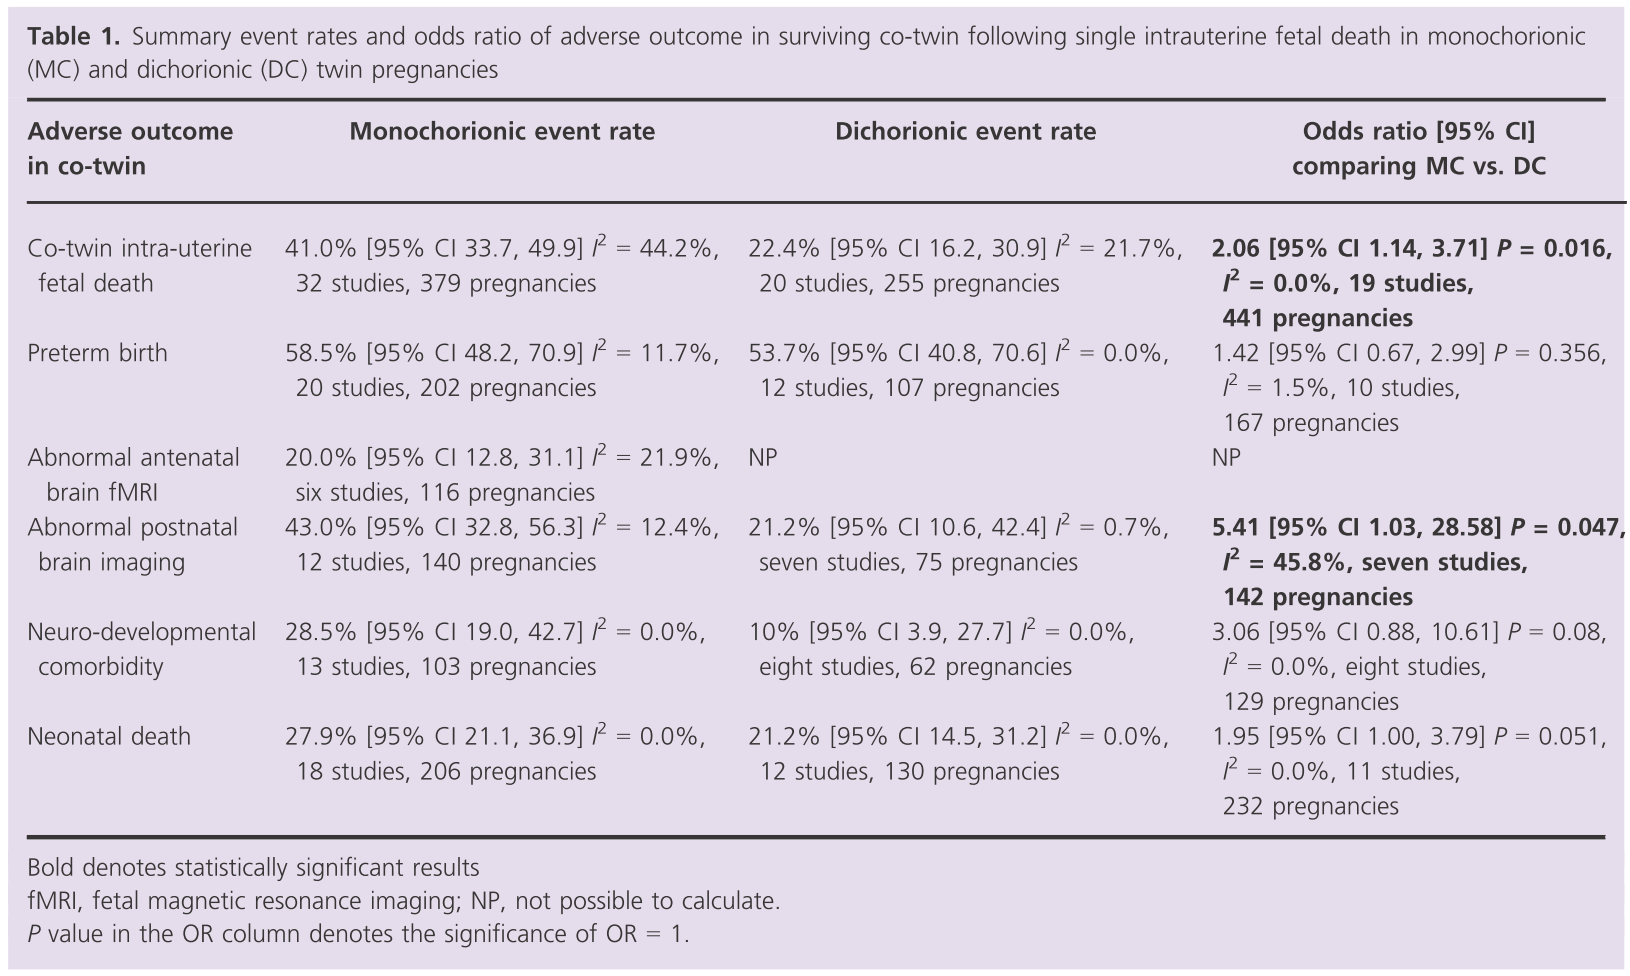 Table 1. Summary event rates and odds ratio of adverse outcome in surviving co-twin following single intrauterine fetal death in monochorionic
(MC) and dichorionic (DC) twin pregnancies
Adverse outcome in co-twin Monochorionic event rate Dichorionic event rate Odds ratio [95% CI] comparing MC vs. DC
Co-twin intra-uterine 41.0% [95% CI 33.7, 49.9] I² = 44.2%, 22.4% [95% CI 16.2, 30.9] I² = 21.7%, 2.06 [95% CI 1.14, 3.71] P = 0.016,
fetal death 32 studies, 379 pregnancies 20 studies, 255 pregnancies I² = 0.0%, 19 studies,
441 pregnancies
Preterm birth 58.5% [95% CI 48.2, 70.9] I² = 11.7%, 53.7% [95% CI 40.8, 70.6] I² = 0.0%, 1.42 [95% CI 0.67, 2.99] P = 0.356,
20 studies, 202 pregnancies 12 studies, 107 pregnancies I² = 1.5%, 10 studies,
167 pregnancies
Abnormal antenatal 20.0% [95% CI 12.8, 31.1] I² = 21.9%, NP NP
brain fMRI six studies, 116 pregnancies
Abnormal postnatal 43.0% [95% CI 32.8, 56.3] I² = 12.4%, 21.2% [95% CI 10.6, 42.4] I² = 0.7%, 5.41 [95% CI 1.03, 28.58] P = 0.047,
brain imaging 12 studies, 140 pregnancies seven studies, 75 pregnancies I² = 45.8%, seven studies,
142 pregnancies
Neuro-developmental 28.5% [95% CI 19.0, 42.7] I² = 0.0%, 10% [95% CI 3.9, 27.7] I² = 0.0%, 3.06 [95% CI 0.88, 10.61] P = 0.08,
comorbidity 13 studies, 103 pregnancies eight studies, 62 pregnancies I² = 0.0%, eight studies,
129 pregnancies
Neonatal death 27.9% [95% CI 21.1, 36.9] I² = 0.0%, 21.2% [95% CI 14.5, 31.2] I² = 0.0%, 1.95 [95% CI 1.00, 3.79] P = 0.051,
18 studies, 206 pregnancies 12 studies, 130 pregnancies I² = 0.0%, 11 studies,
232 pregnancies
Bold denotes statistically significant results
fMRI, fetal magnetic resonance imaging; NP, not possible to calculate.
P value in the OR column denotes the significance of OR = 1.